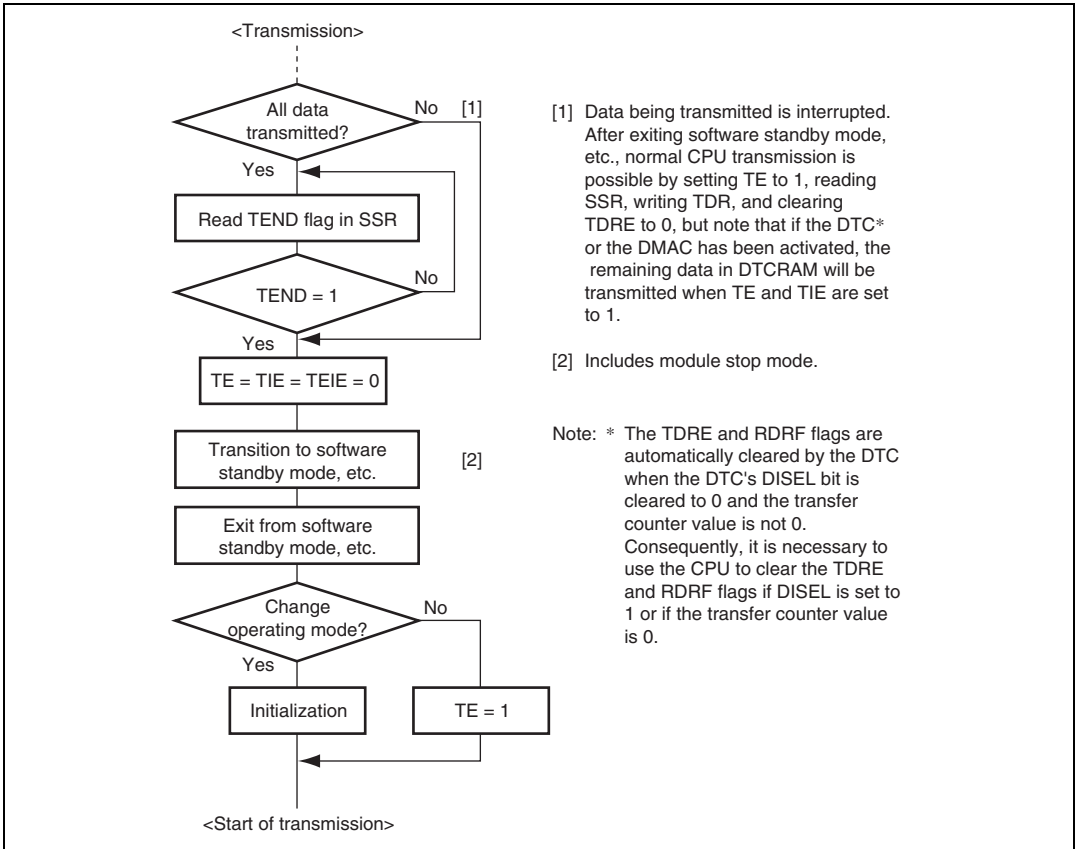 <Transmission>
All data
transmitted?
No [1]
Yes
Read TEND flag in SSR
TEND = 1
No
Yes
TE = TIE = TEIE = 0
Transition to software
standby mode, etc.
[2]
Exit from software
standby mode, etc.
Change
operating mode?
No
Yes
Initialization
TE = 1
<Start of transmission>
[1] Data being transmitted is interrupted.
After exiting software standby mode,
etc., normal CPU transmission is
possible by setting TE to 1, reading
SSR, writing TDR, and clearing
TDRE to 0, but note that if the DTC*
or the DMAC has been activated, the
remaining data in DTCRAM will be
transmitted when TE and TIE are set
to 1.
[2] Includes module stop mode.
Note: * The TDRE and RDRF flags are
automatically cleared by the DTC
when the DTC's DISEL bit is
cleared to 0 and the transfer
counter value is not 0.
Consequently, it is necessary to
use the CPU to clear the TDRE
and RDRF flags if DISEL is set to
1 or if the transfer counter value
is 0.